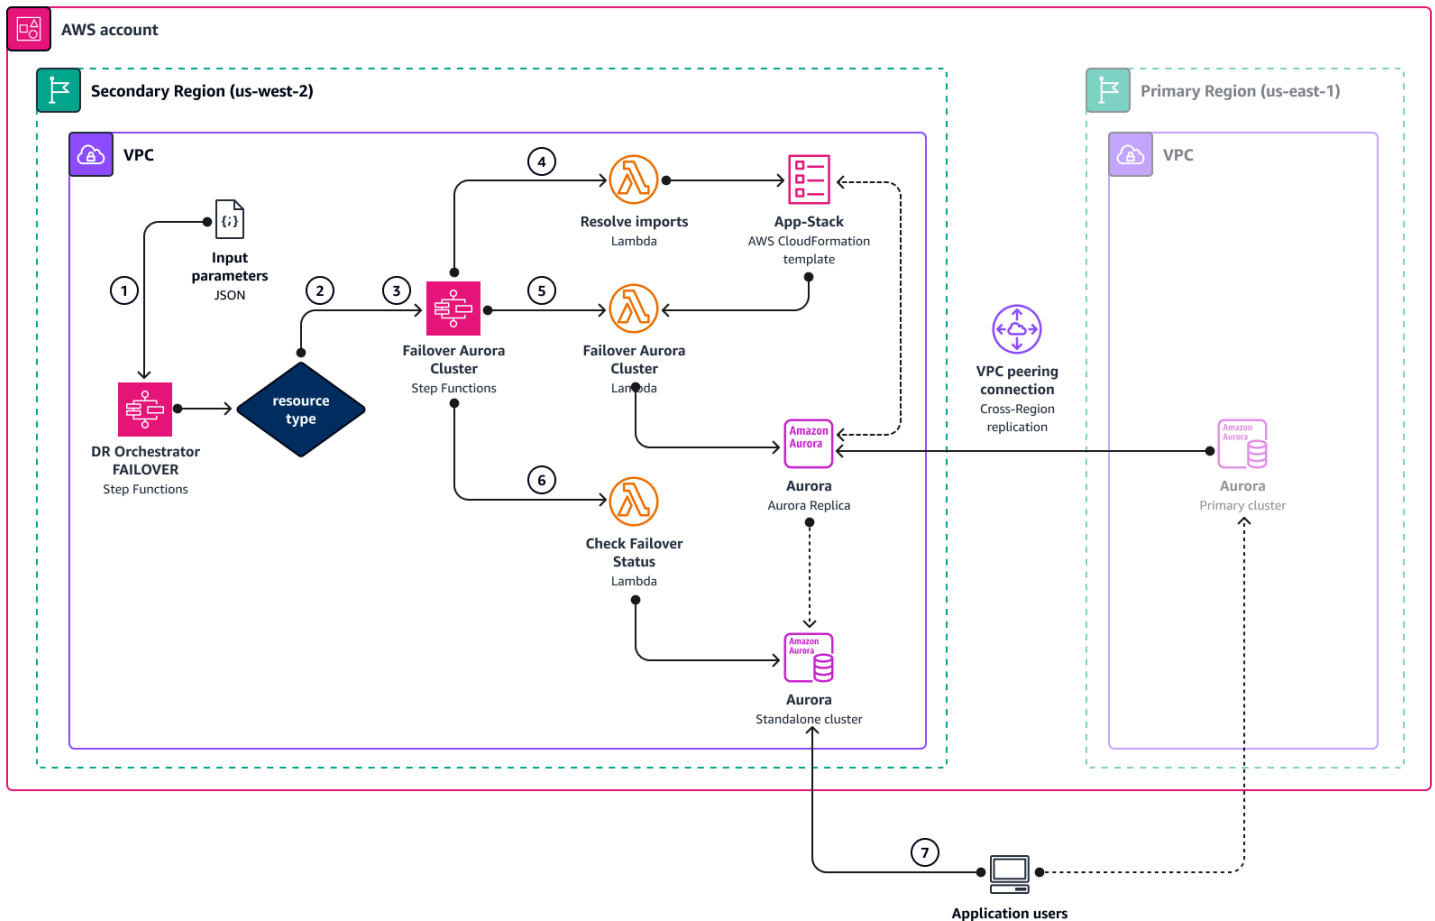 AWS account
Secondary Region (us-west-2)
Primary Region (us-east-1)
VPC
VPC
{;}
Input
parameters
JSON
1
2
3
4
5
6
7
DR Orchestrator
FAILOVER
Step Functions
resource
type
Failover Aurora
Cluster
Step Functions
Resolve imports
Lambda
App-Stack
AWS CloudFormation
template
Failover Aurora
Cluster
Lambda
Check Failover
Status
Lambda
Amazon
Aurora
Aurora
Aurora Replica
Amazon
Aurora
Aurora
Standalone cluster
VPC peering
connection
Cross-Region
replication
Amazon
Aurora
Aurora
Primary cluster
Application users